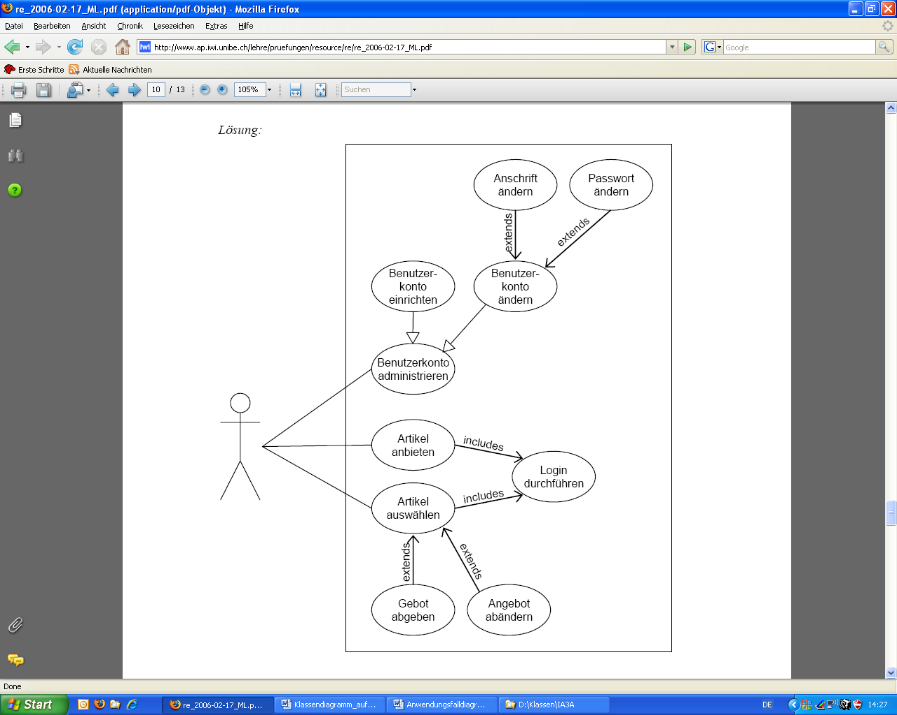 re_2006-02-17_ML.pdf (application/pdf-Objekt) - Mozilla Firefox
Datei Bearbeiten Ansicht Chronik Lesezeichen Extras Hilfe
http://www.ap.iwi.unibe.ch/lehre/pruefungen/resource/re/re_2006-02-17_ML.pdf
Google
Erste Schritte Aktuelle Nachrichten
10 / 13 105% Suchen
Lösung:
Anschrift
ändern
Passwort
ändern
extends
extends
Benutzer-
konto
einrichten
Benutzer-
konto
ändern
Benutzerkonto
administrieren
Artikel
anbieten
includes
Login
durchführen
Artikel
auswählen
includes
extends
extends
Gebot
abgeben
Angebot
abändern
Done
Start
re_2006-02-17_ML.p...
Klassendiagramm_auf...
Anwendungsfalldiagr...
D:\Klassen\IA3A
DE
14:27